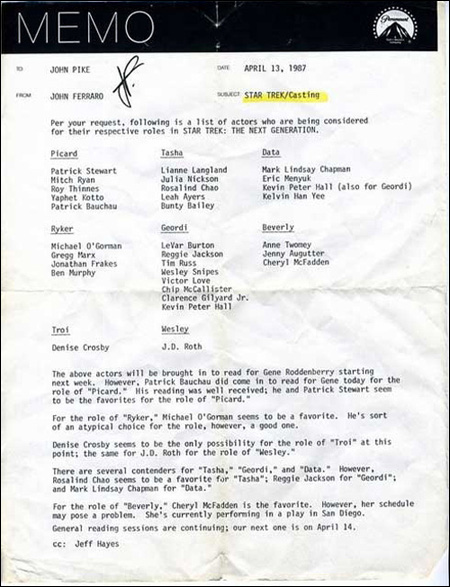 MEMO
Paramount
TO JOHN PIKE DATE APRIL 13, 1987
FROM JOHN FERRARO SUBJECT STAR TREK/Casting
Per your request, following is a list of actors who are being considered
for their respective roles in STAR TREK: THE NEXT GENERATION.
Picard Tasha Data
Patrick Stewart Lianne Langland Mark Lindsay Chapman
Mitch Ryan Julia Nickson Eric Menyuk
Roy Thinnes Rosalind Chao Kevin Peter Hall (also for Geordi)
Yaphet Kotto Leah Ayers Kelvin Han Yee
Patrick Bauchau Bunty Bailey
Ryker Geordi Beverly
Michael O'Gorman LeVar Burton Anne Twomey
Gregg Marx Reggie Jackson Jenny Augutter
Jonathan Frakes Tim Russ Cheryl McFadden
Ben Murphy Wesley Snipes
Victor Love
Chip McCallister
Clarence Gilyard Jr.
Kevin Peter Hall
Troi Wesley
Denise Crosby J.D. Roth
The above actors will be brought in to read for Gene Roddenberry starting
next week. However, Patrick Bauchau did come in to read for Gene today for the
role of "Picard." His reading was well received; he and Patrick Stewart seem
to be the favorites for the role of "Picard."
For the role of "Ryker," Michael O'Gorman seems to be a favorite. He's sort
of an atypical choice for the role, however, a good one.
Denise Crosby seems to be the only possibility for the role of "Troi" at this
point; the same for J.D. Roth for the role of "Wesley."
There are several contenders for "Tasha," "Geordi," and "Data." However,
Rosalind Chao seems to be a favorite for "Tasha"; Reggie Jackson for "Geordi";
and Mark Lindsay Chapman for "Data."
For the role of "Beverly," Cheryl McFadden is the favorite. However, her schedule
may pose a problem. She's currently performing in a play in San Diego.
General reading sessions are continuing; our next one is on April 14.
cc: Jeff Hayes